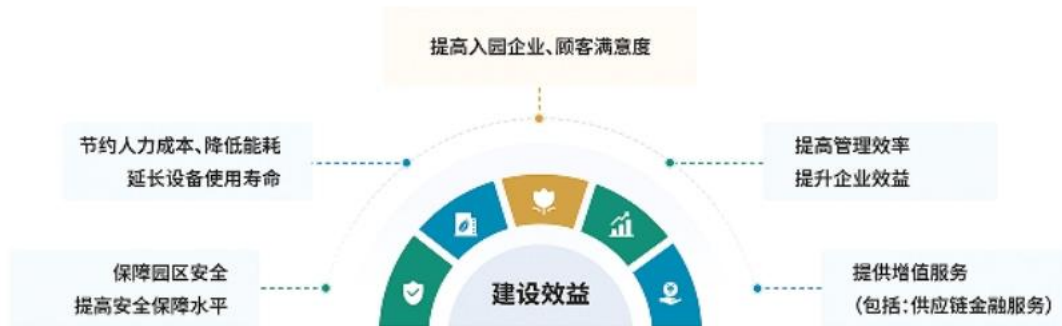 提高入园企业、顾客满意度
节约人力成本、降低能耗
延长设备使用寿命
提高管理效率
提升企业效益
保障园区安全
提高安全保障水平
建设效益
提供增值服务
(包括:供应链金融服务)